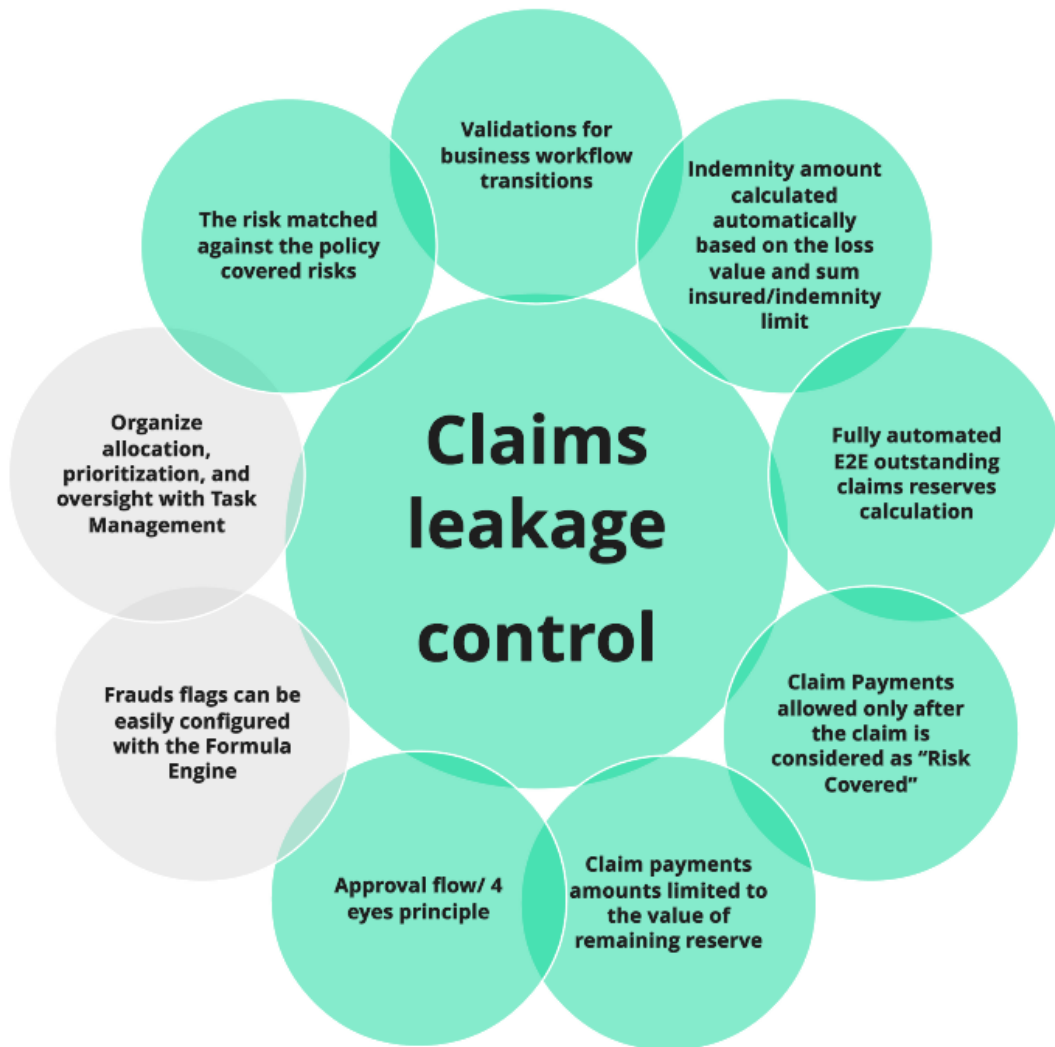 Validations for
business workflow
transitions
Indemnity amount
calculated
automatically
based on the loss
value and sum
insured/indemnity
limit
The risk matched
against the policy
covered risks
Organize
allocation,
prioritization, and
oversight with Task
Management
Claims
leakage
control
Fully automated
E2E outstanding
claims reserves
calculation
Frauds flags can be
easily configured
with the Formula
Engine
Claim Payments
allowed only after
the claim is
considered as “Risk
Covered”
Approval flow/ 4
eyes principle
Claim payments
amounts limited to
the value of
remaining reserve